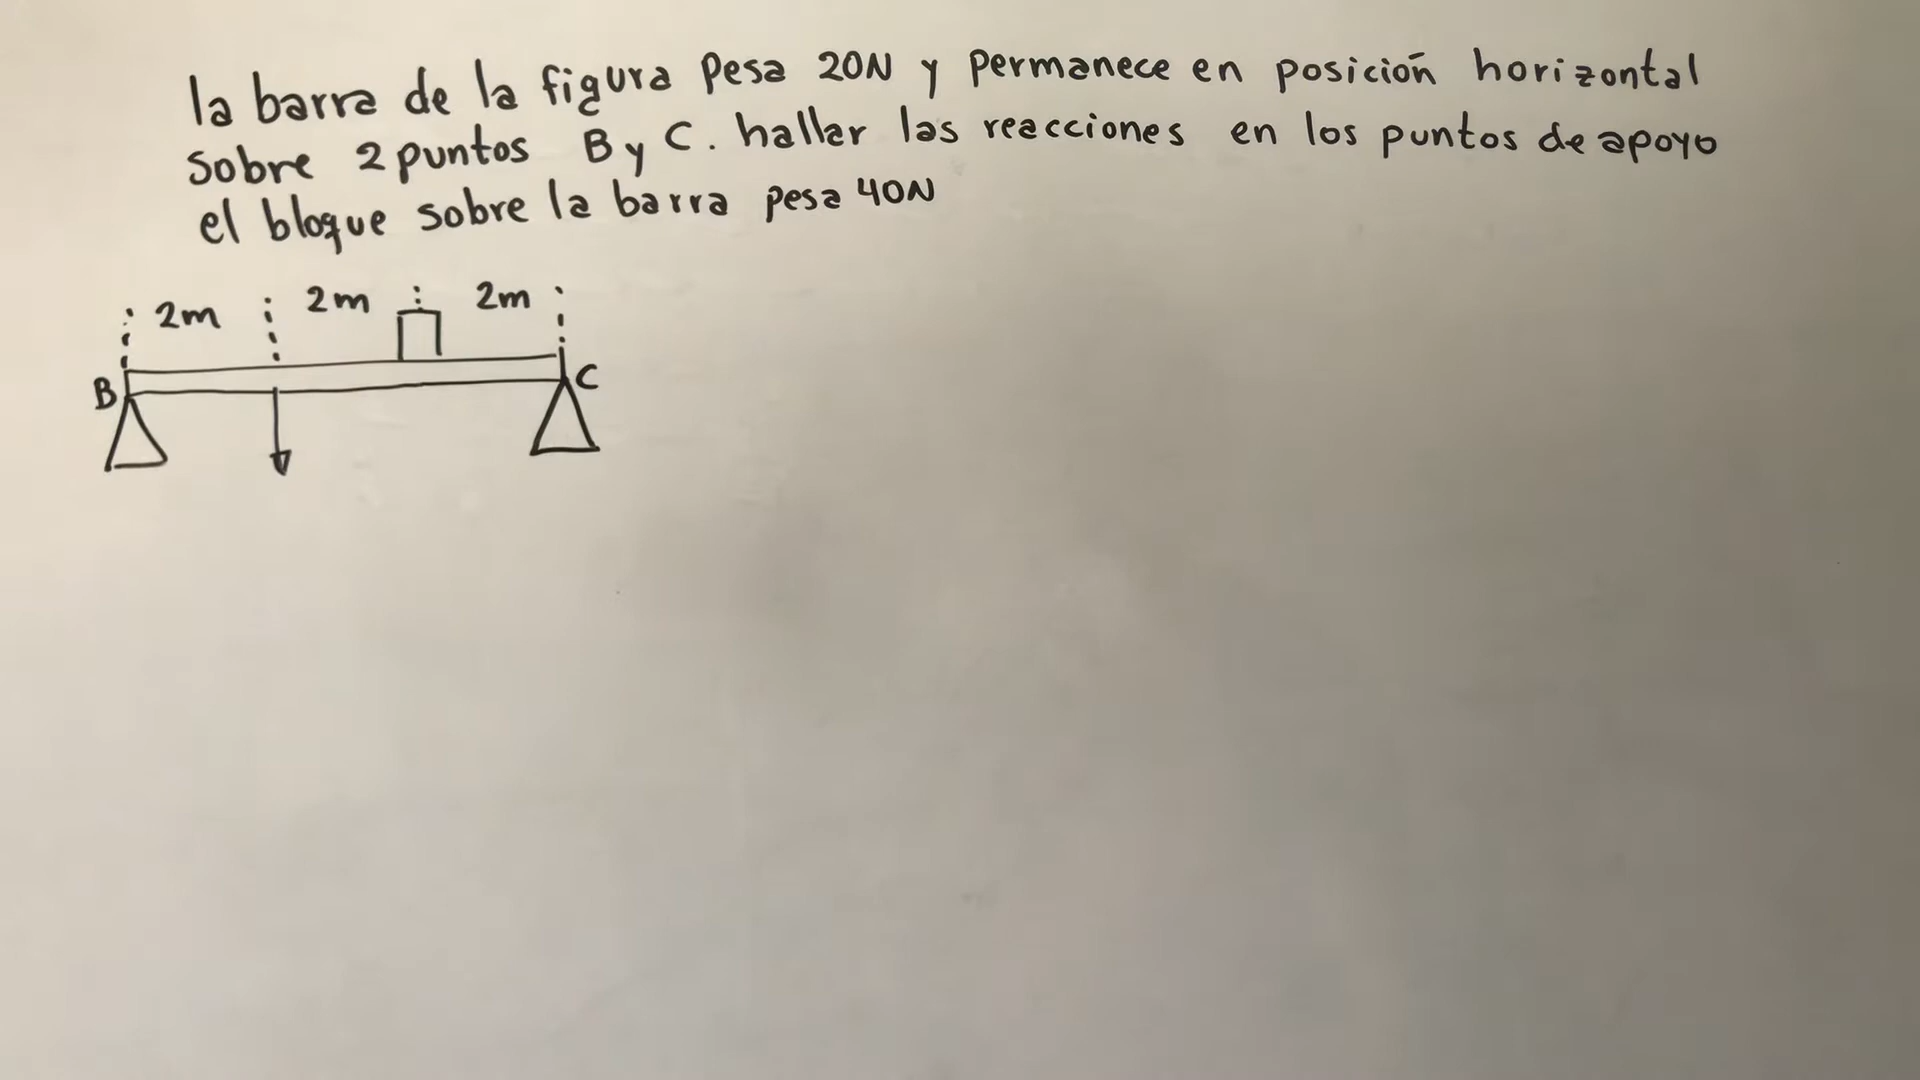 la barra de la figura Pesa 20N y permanece en posición horizontal
sobre 2 puntos B y C. hallar las reacciones en los puntos de apoyo
el bloque sobre la barra pesa 40N
2m 2m 2m
B C